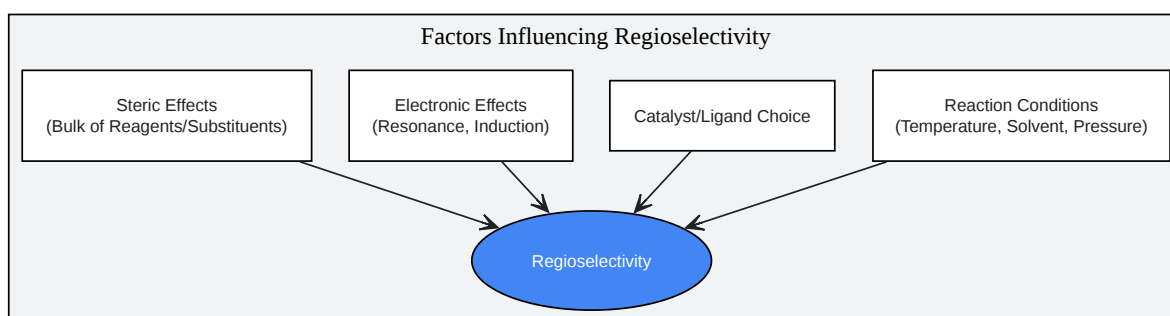 Factors Influencing Regioselectivity
Steric Effects
(Bulk of Reagents/Substituents)
Electronic Effects
(Resonance, Induction)
Catalyst/Ligand Choice
Reaction Conditions
(Temperature, Solvent, Pressure)
Regioselectivity